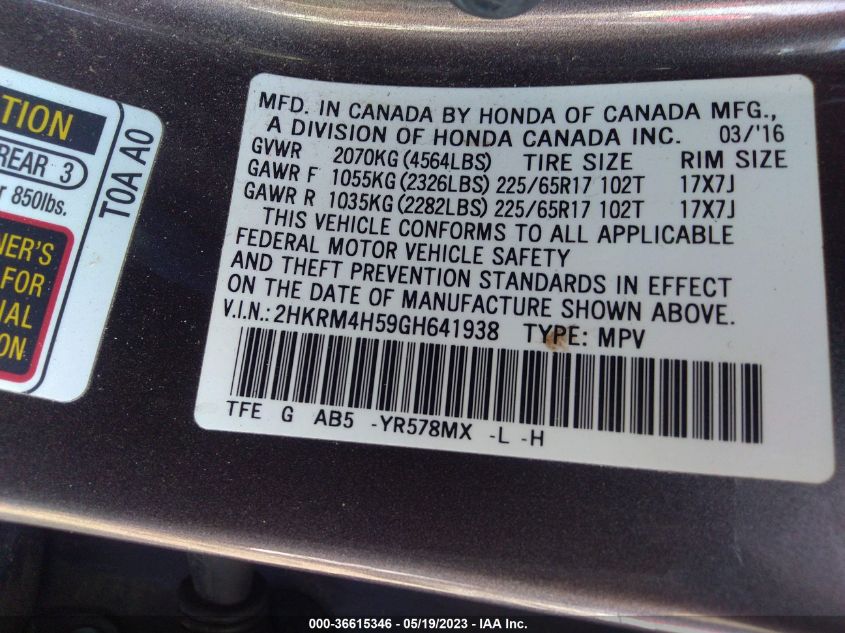 TION
REAR 3
r 850lbs.
NER'S
FOR
IAL
ON
TOA AO
MFD. IN CANADA BY HONDA OF CANADA MFG.,
A DIVISION OF HONDA CANADA INC. 03/'16
GVWR 2070KG (4564LBS) TIRE SIZE RIM SIZE
GAWR F 1055KG (2326LBS) 225/65R17 102T 17X7J
GAWR R 1035KG (2282LBS) 225/65R17 102T 17X7J
THIS VEHICLE CONFORMS TO ALL APPLICABLE
FEDERAL MOTOR VEHICLE SAFETY
AND THEFT PREVENTION STANDARDS IN EFFECT
ON THE DATE OF MANUFACTURE SHOWN ABOVE.
V.I.N.: 2HKRM4H59GH641938 TYPE: MPV
TFE G AB5 -YR578MX -L -H
000-36615346 - 05/19/2023 - IAA Inc.